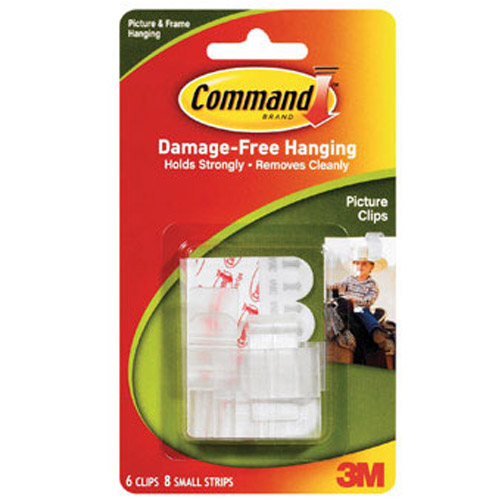 Picture & Frame
Hanging
Command
BRAND
Damage-Free Hanging
Holds Strongly • Removes Cleanly
Picture
Clips
6 CLIPS 8 SMALL STRIPS
3M